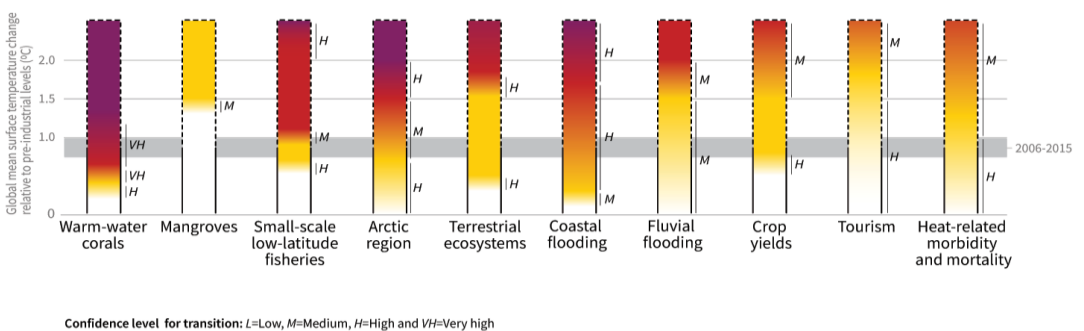 Global mean surface temperature change
relative to pre-industrial levels (°C)
2.0
1.5
1.0
0
2006-2015
VH
VH
H
M
H
M
H
H
M
H
H
H
H
H
M
M
M
M
H
M
H
M
H
Warm-water
corals
Mangroves
Small-scale
low-latitude
fisheries
Arctic
region
Terrestrial
ecosystems
Coastal
flooding
Fluvial
flooding
Crop
yields
Tourism
Heat-related
morbidity
and mortality
Confidence level for transition: L=Low, M=Medium, H=High and VH=Very high